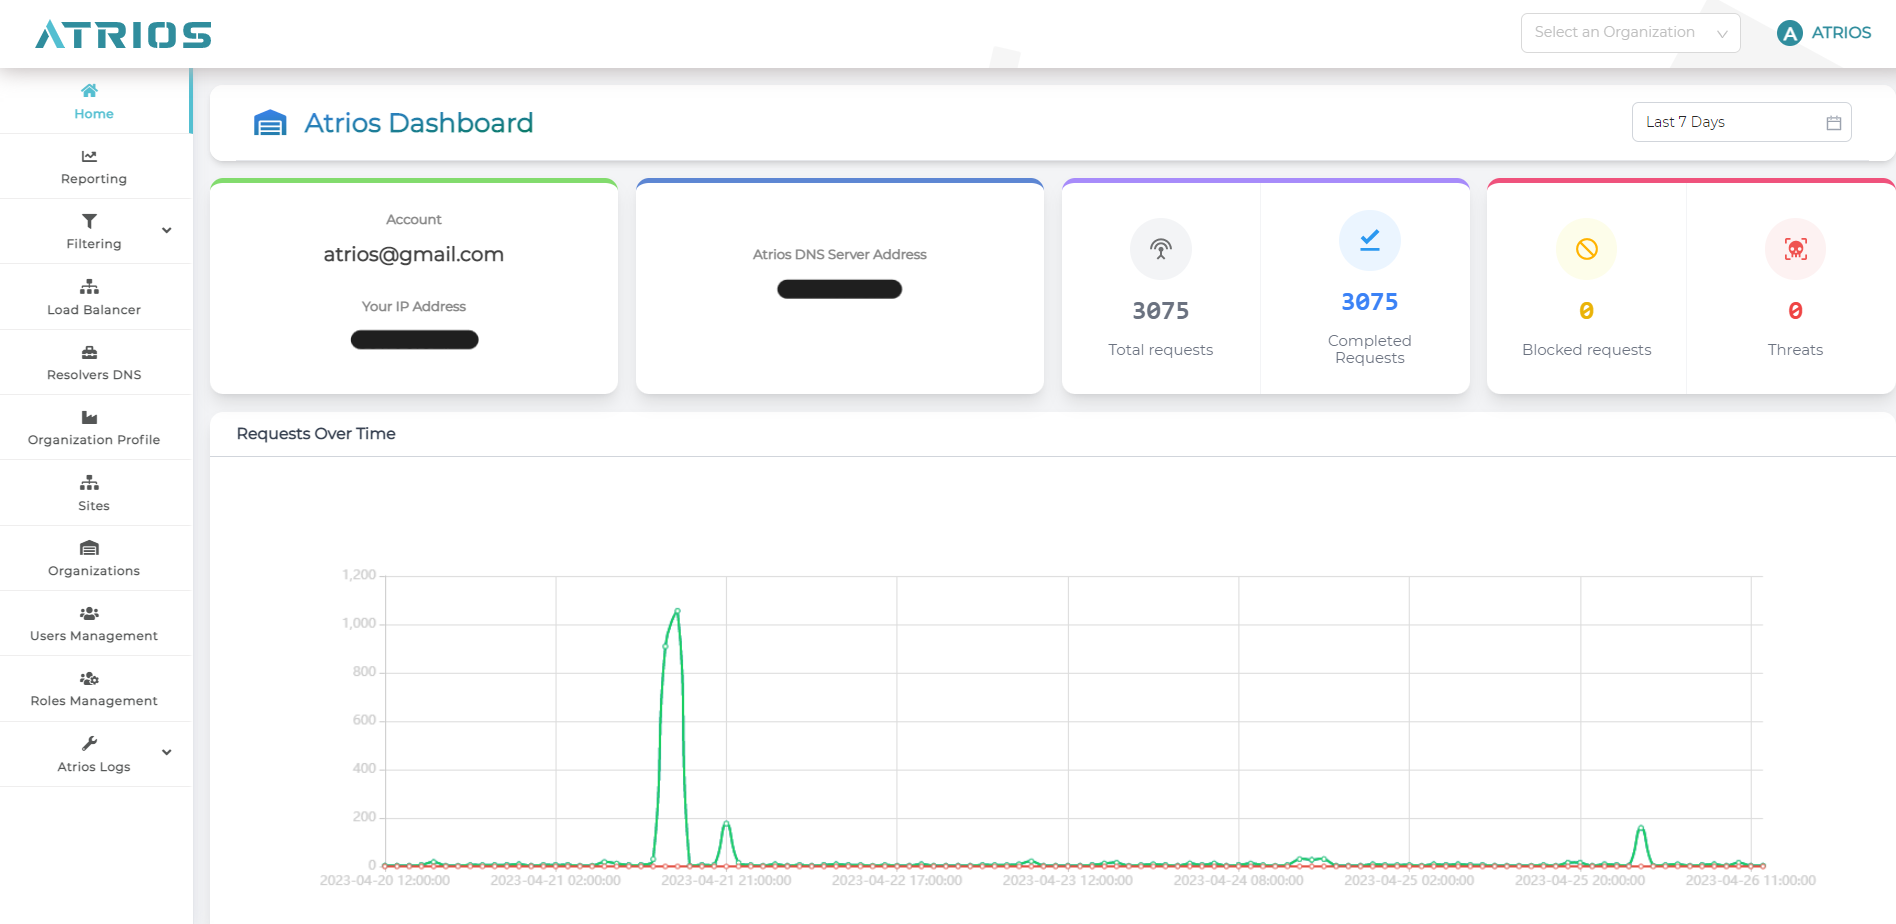 ATRIOS
Select an Organization
A ATRIOS
Home
Reporting
Filtering
Load Balancer
Resolvers DNS
Organization Profile
Sites
Organizations
Users Management
Roles Management
Atrios Logs
Atrios Dashboard
Last 7 Days
Account
atrios@gmail.com
Your IP Address
Atrios DNS Server Address
3075
Total requests
3075
Completed
Requests
0
Blocked requests
0
Threats
Requests Over Time
1,200
1,000
800
600
400
200
0
2023-04-20 12:00:00
2023-04-21 02:00:00
2023-04-21 21:00:00
2023-04-22 17:00:00
2023-04-23 12:00:00
2023-04-24 08:00:00
2023-04-25 02:00:00
2023-04-25 20:00:00
2023-04-26 11:00:00